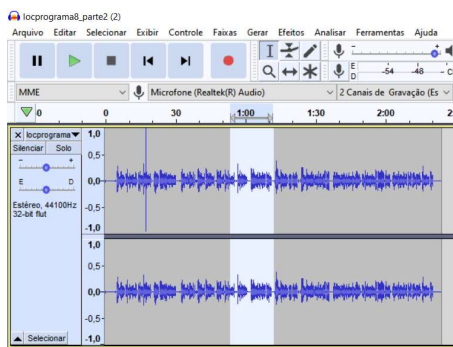 locprograma8_parte2 (2)
Arquivo Editar Selecionar Exibir Controle Faixas Gerar Efeitos Analisar Ferramentas Ajuda
E
D -54 -48
MME Microfone (Realtek(R) Audio) 2 Canais de Gravação (Es
0 0 30 1:00 1:30 2:00 2
X locprograma 1,0
Silenciar Solo
- + 0,5-
0,0-
E D
Estéreo, 44100Hz -0,5-
32-bit flut
-1,0
1,0
0,5-
0,0-
-0,5-
Selecionar -1,0